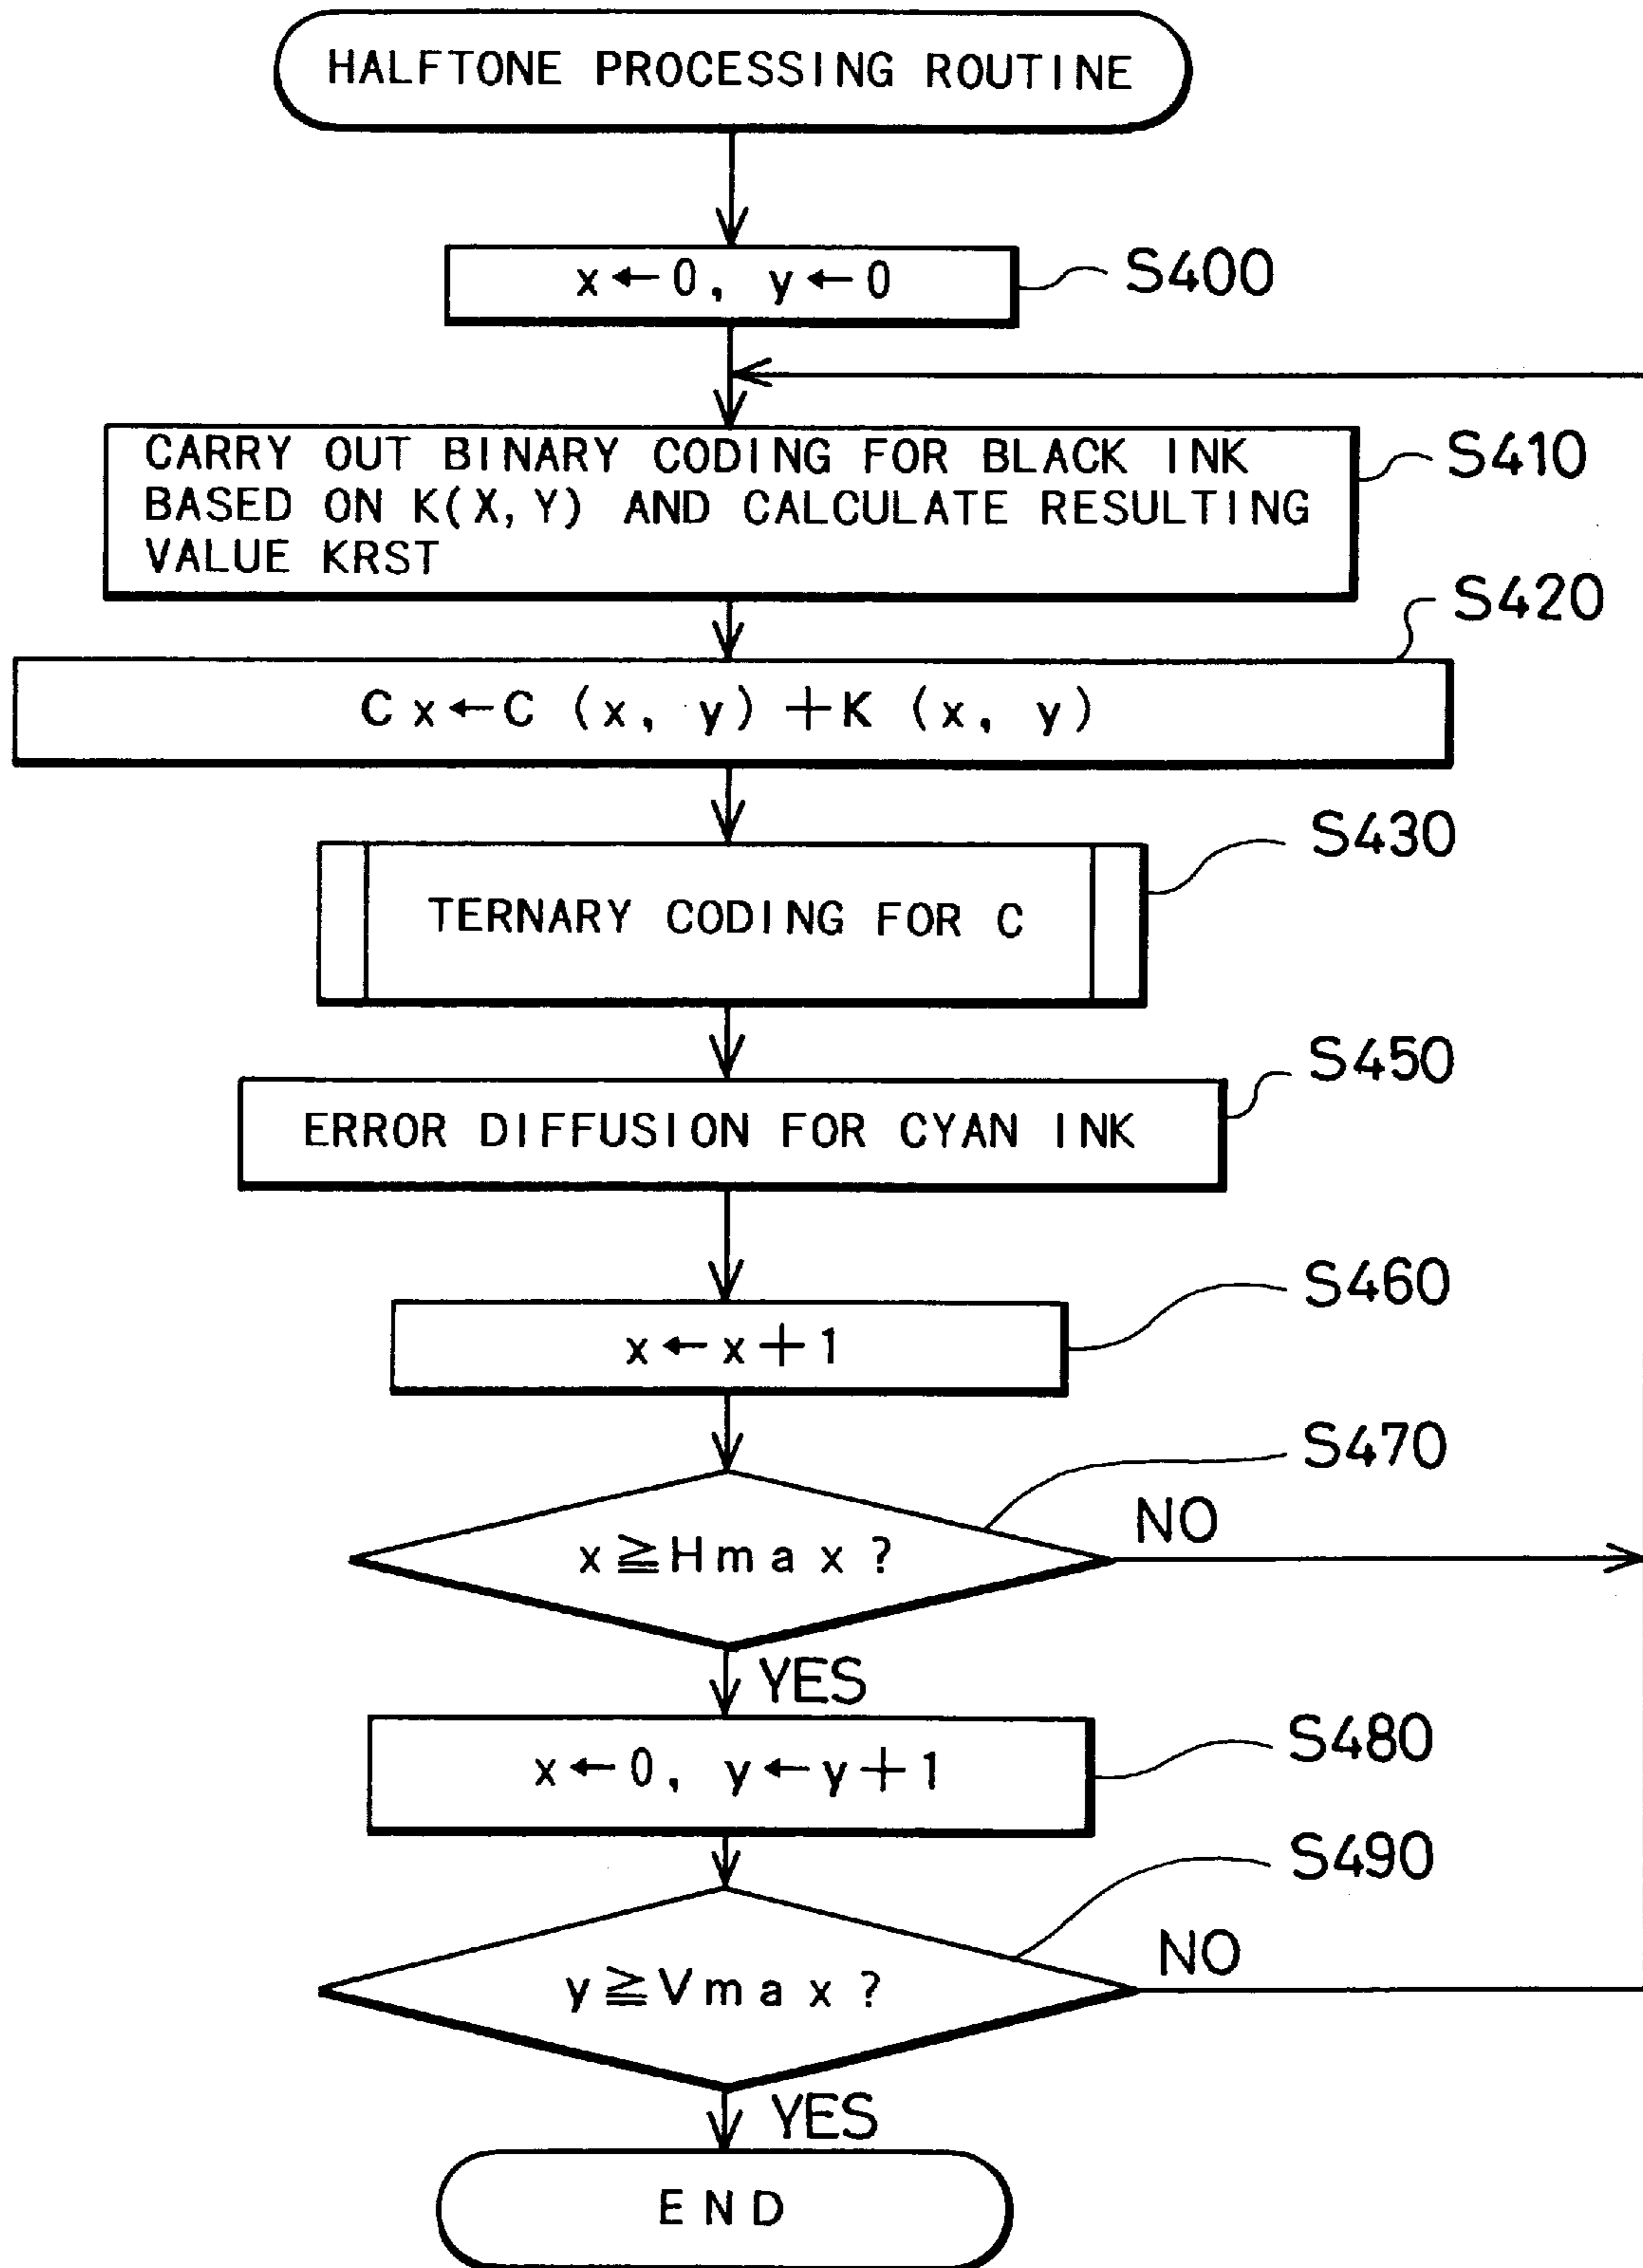 HALFTONE PROCESSING ROUTINE
x←0, y←0
S400
CARRY OUT BINARY CODING FOR BLACK INK
BASED ON K(X,Y) AND CALCULATE RESULTING
VALUE KRST
S410
S420
Cx←C (x, y)+K (x, y)
S430
TERNARY CODING FOR C
S450
ERROR DIFFUSION FOR CYAN INK
S460
x←x+1
S470
NO
x≧Hmax?
YES
S480
x←0, y←y+1
S490
NO
y≧Vmax?
YES
END